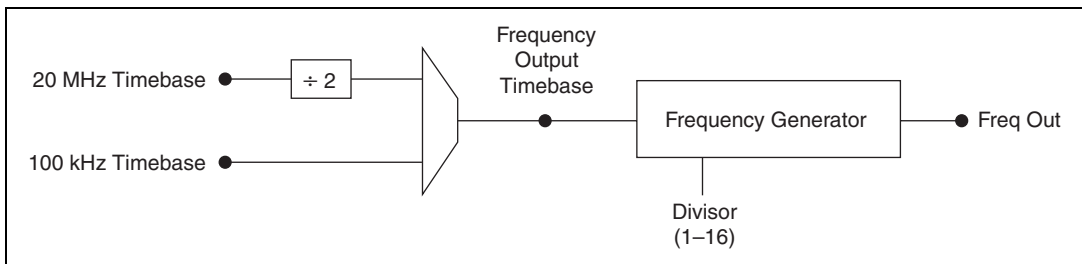 Frequency
Output
Timebase
20 MHz Timebase
÷ 2
Frequency Generator
Freq Out
100 kHz Timebase
Divisor
(1–16)